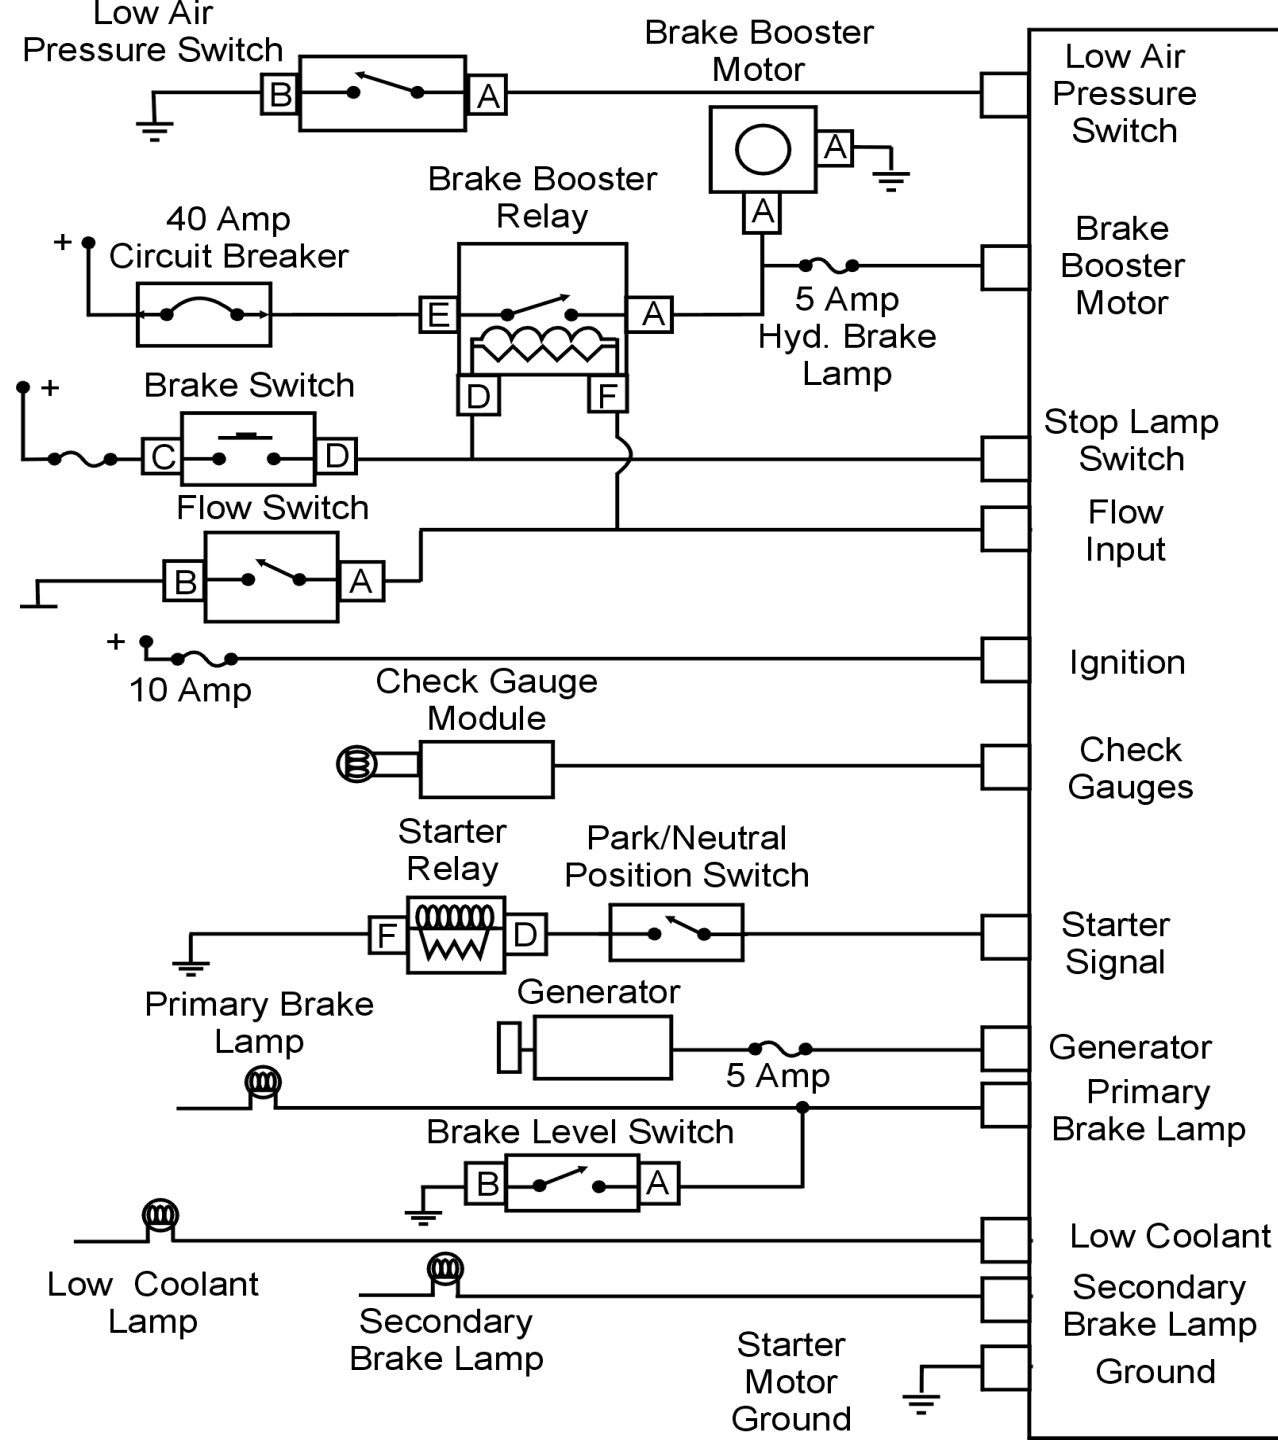 Low Air
Pressure Switch
B
A
Brake Booster
Motor
A
A
Low Air
Pressure
Switch
Brake Booster
Relay
40 Amp
Circuit Breaker
+
E
A
D
F
5 Amp
Hyd. Brake
Lamp
Brake
Booster
Motor
+
Brake Switch
C
D
Stop Lamp
Switch
Flow Switch
B
A
Flow
Input
+
10 Amp
Ignition
Check Gauge
Module
Check
Gauges
Starter
Relay
F
D
Park/Neutral
Position Switch
Starter
Signal
Generator
5 Amp
Generator
Primary Brake
Lamp
Primary
Brake Lamp
Brake Level Switch
B
A
Low Coolant
Lamp
Low Coolant
Secondary
Brake Lamp
Secondary
Brake Lamp
Starter
Motor
Ground
Ground